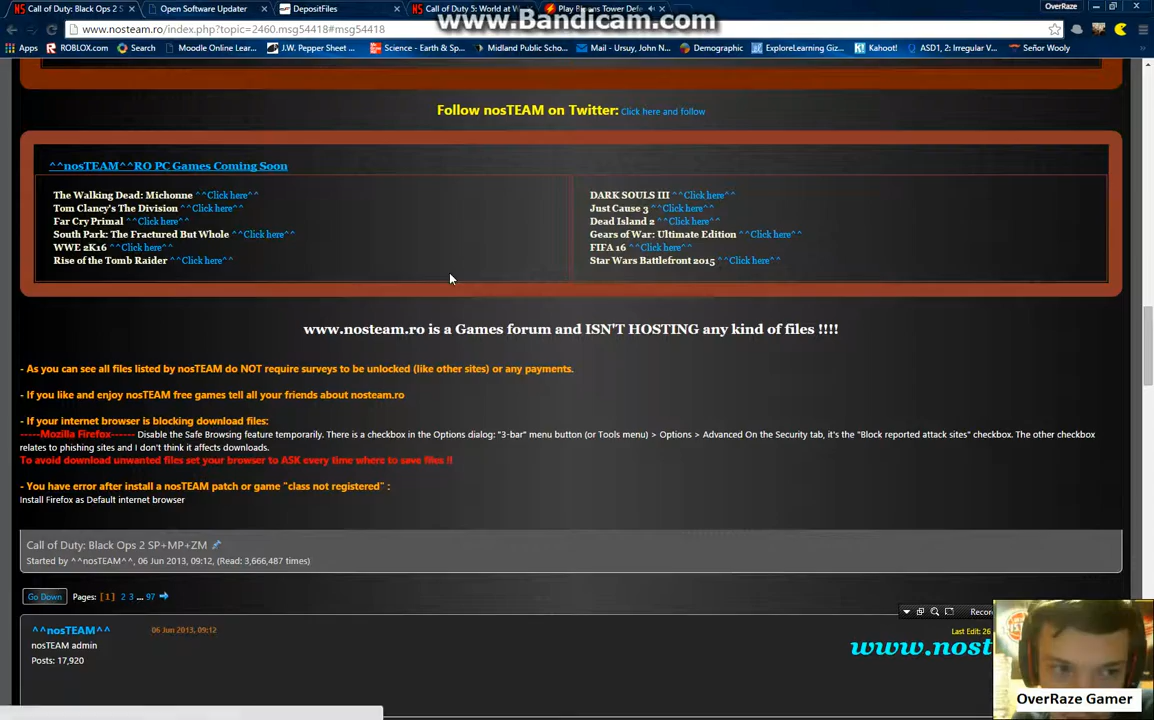 Call of Duty: Black Ops 2 S
Open Software Updater
DepositFiles
Call of Duty 5: World at W
Play Bloons Tower Defe
OverRaze
www.Bandicam.com
www.nosteam.ro/index.php?topic=2460.msg54418#msg54418
Apps
ROBLOX.com
Search
Moodle Online Lear...
J.W. Pepper Sheet ...
Science - Earth & Sp...
Midland Public Scho...
Mail - Ursuy, John N...
Demographic
ExploreLearning Giz...
Kahoot!
ASD1, 2: Irregular V...
Señor Wooly
Follow nosTEAM on Twitter: Click here and follow
^^nosTEAM^^RO PC Games Coming Soon
The Walking Dead: Michonne ^^Click here^^
Tom Clancy's The Division ^^Click here^^
Far Cry Primal ^^Click here^^
South Park: The Fractured But Whole ^^Click here^^
WWE 2K16 ^^Click here^^
Rise of the Tomb Raider ^^Click here^^
DARK SOULS III ^^Click here^^
Just Cause 3 ^^Click here^^
Dead Island 2 ^^Click here^^
Gears of War: Ultimate Edition ^^Click here^^
FIFA 16 ^^Click here^^
Star Wars Battlefront 2015 ^^Click here^^
www.nosteam.ro is a Games forum and ISN'T HOSTING any kind of files !!!!
- As you can see all files listed by nosTEAM do NOT require surveys to be unlocked (like other sites) or any payments.
- If you like and enjoy nosTEAM free games tell all your friends about nosteam.ro
- If your internet browser is blocking download files:
-----Mozilla Firefox------ Disable the Safe Browsing feature temporarily. There is a checkbox in the Options dialog: "3-bar" menu button (or Tools menu) > Options > Advanced On the Security tab, it's the "Block reported attack sites" checkbox. The other checkbox
relates to phishing sites and I don't think it affects downloads.
To avoid download unwanted files set your browser to ASK every time where to save files !!
- You have error after install a nosTEAM patch or game "class not registered" :
Install Firefox as Default internet browser
Call of Duty: Black Ops 2 SP+MP+ZM
Started by ^^nosTEAM^^, 06 Jun 2013, 09:12, (Read: 3,666,487 times)
Go Down Pages: [1] 2 3 ... 97
Recor
^^nosTEAM^^
06 Jun 2013, 09:12
Last Edit: 26
nosTEAM admin
www.nost
Posts: 17,920
OverRaze Gamer